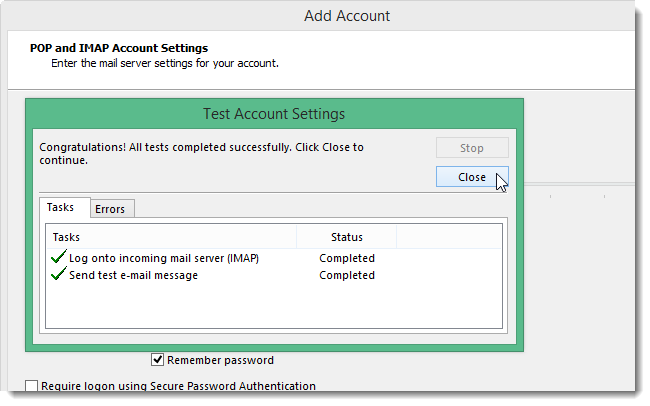 Add Account
POP and IMAP Account Settings
Enter the mail server settings for your account.
Test Account Settings
Congratulations! All tests completed successfully. Click Close to
continue.
Stop
Close
Tasks Errors
Tasks Status
Log onto incoming mail server (IMAP) Completed
Send test e-mail message Completed
Remember password
Require logon using Secure Password Authentication